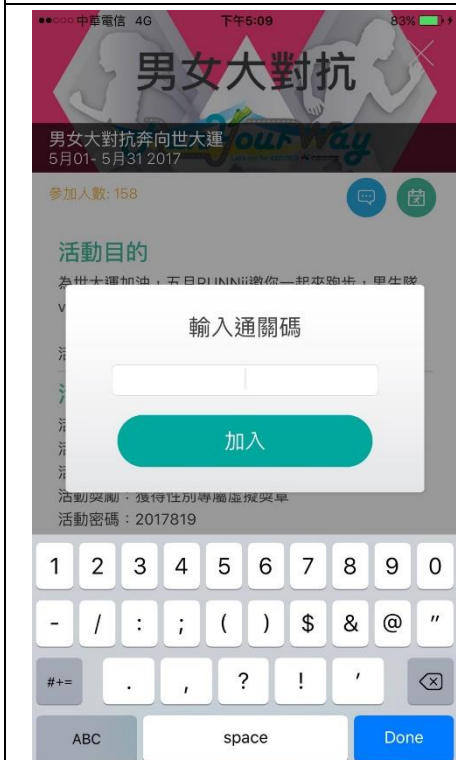 中華電信 4G 下午5:09 83%
男女大對抗
Your Way
男女大對抗奔向世大運
5月01- 5月31 2017
參加人數: 158
活動目的
為世大運加油，五月RUNNii邀你一起來跑步，男生隊
v
活
輸入通關碼
加入
活動獎勵：獲得性別專屬虛擬獎章
活動密碼：2017819
1 2 3 4 5 6 7 8 9 0
- / : ; ( ) $ & @ "
#+= . , ? ! '
ABC space Done